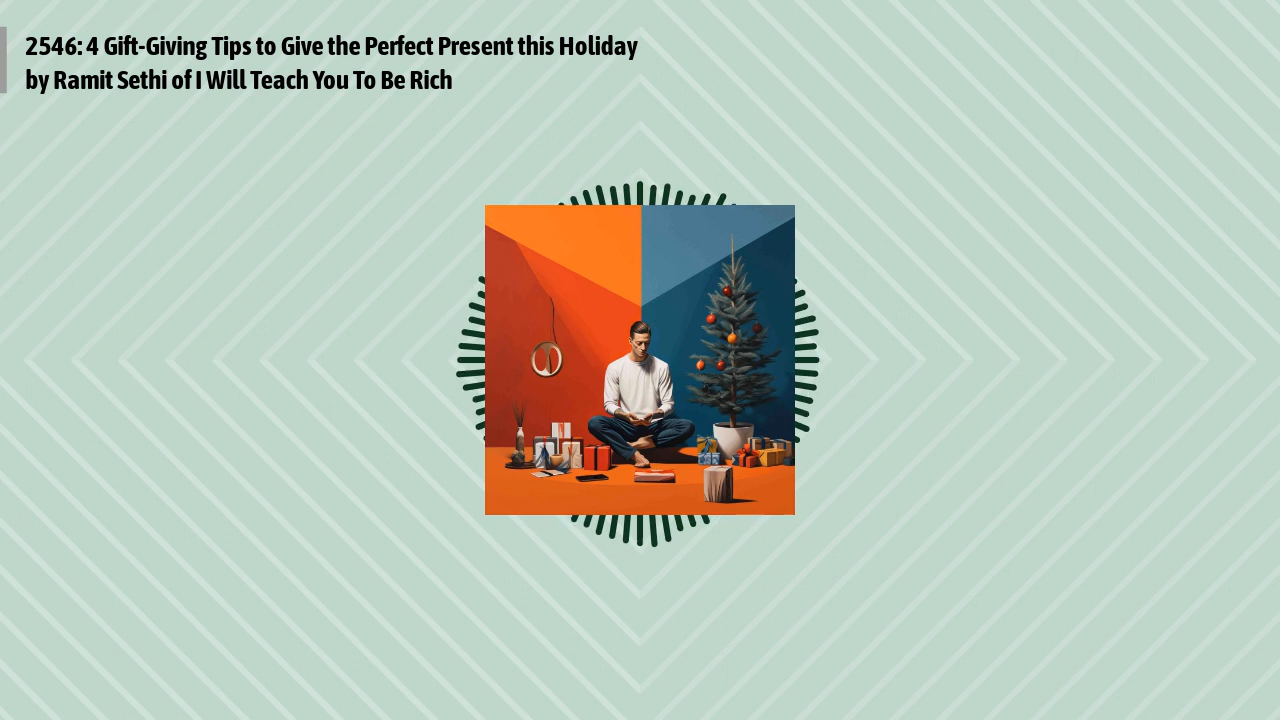 2546: 4 Gift-Giving Tips to Give the Perfect Present this Holiday
by Ramit Sethi of I Will Teach You To Be Rich